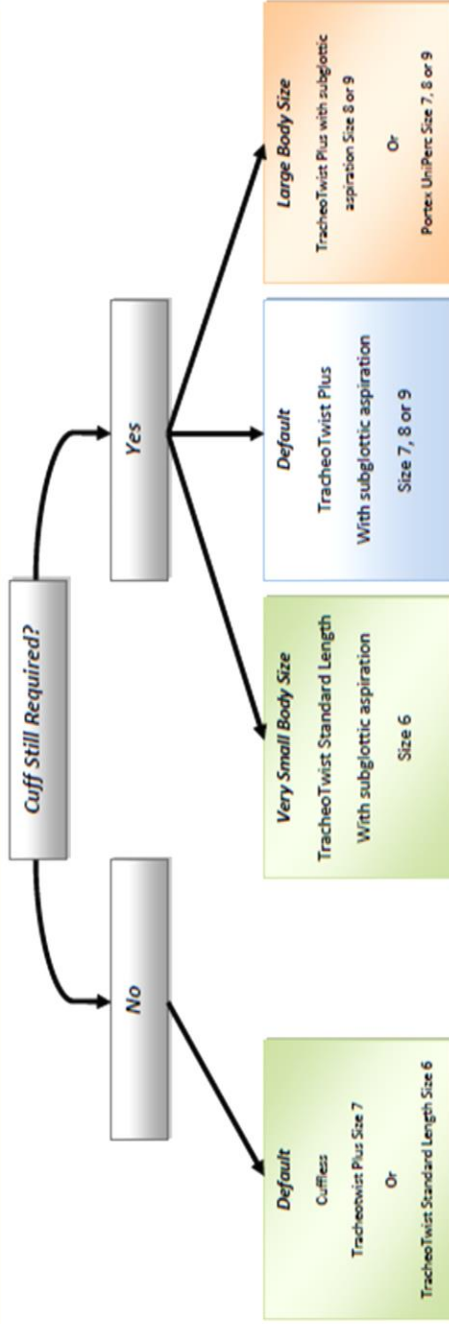 Cuff Still Required?
No
Yes
Default
Cuffless
Tracheotwist Plus Size 7
Or
TracheoTwist Standard Length Size 6
Very Small Body Size
TracheoTwist Standard Length
With subglottic aspiration
Size 6
Default
TracheoTwist Plus
With subglottic aspiration
Size 7, 8 or 9
Large Body Size
TracheoTwist Plus with subglottic
aspiration Size 8 or 9
Or
Portex UniPerc Size 7, 8 or 9